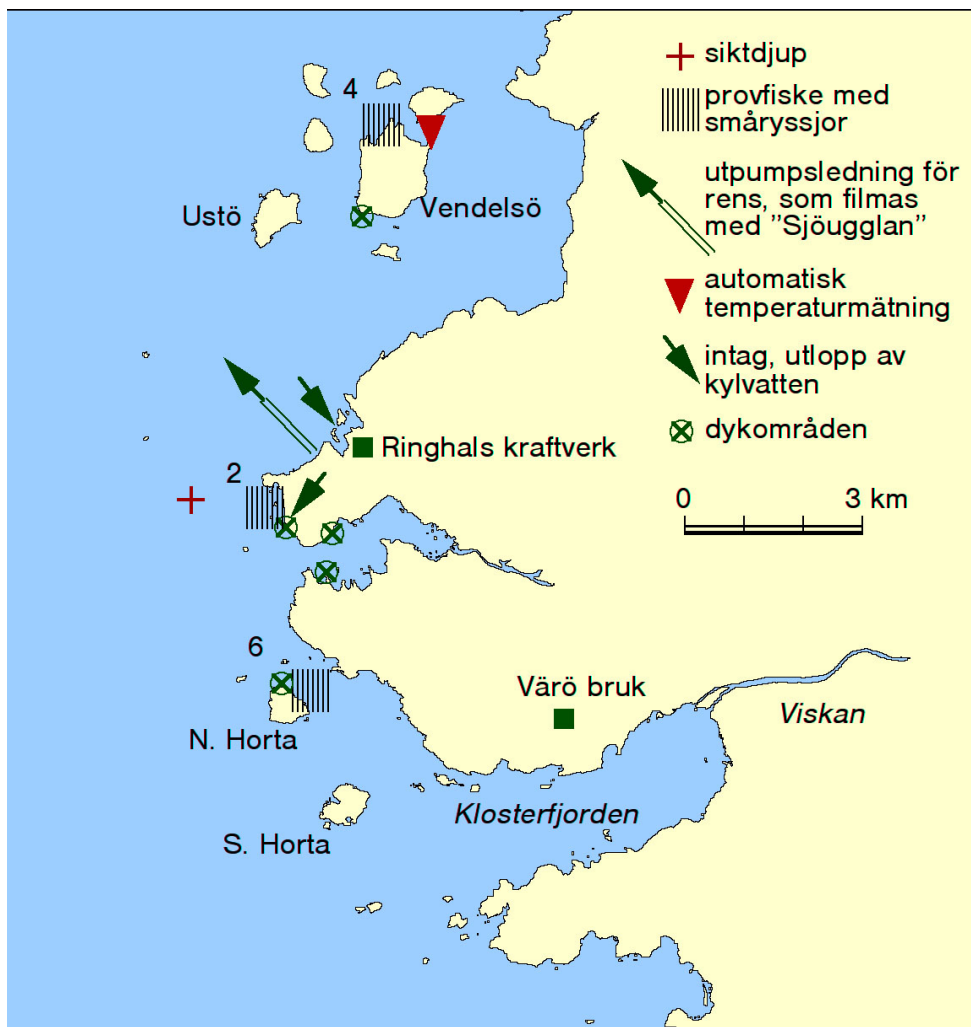 siktdjup
provfiske med
småryssjor
utpumpsledning för
rens, som filmas
med ”Sjöugglan”
automatisk
temperaturmätning
intag, utlopp av
kylvatten
dykområden
0 3 km
4
Ustö
Vendelsö
Ringhals kraftverk
2
6
N. Horta
Värö bruk
Viskan
Klosterfjorden
S. Horta